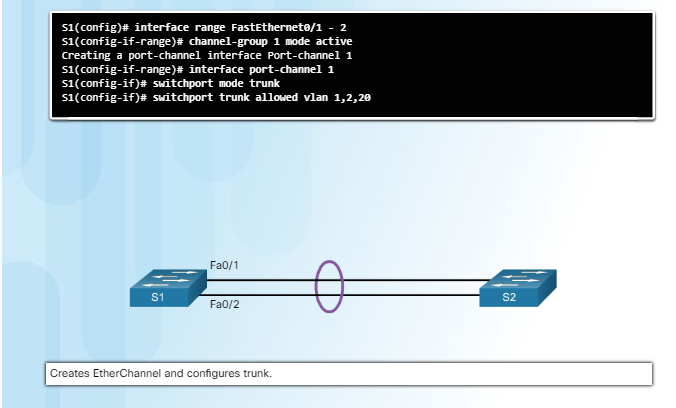 S1(config)# interface range FastEthernet0/1 - 2
S1(config-if-range)# channel-group 1 mode active
Creating a port-channel interface Port-channel 1
S1(config-if-range)# interface port-channel 1
S1(config-if)# switchport mode trunk
S1(config-if)# switchport trunk allowed vlan 1,2,20
Fa0/1
S1
S2
Fa0/2
Creates EtherChannel and configures trunk.